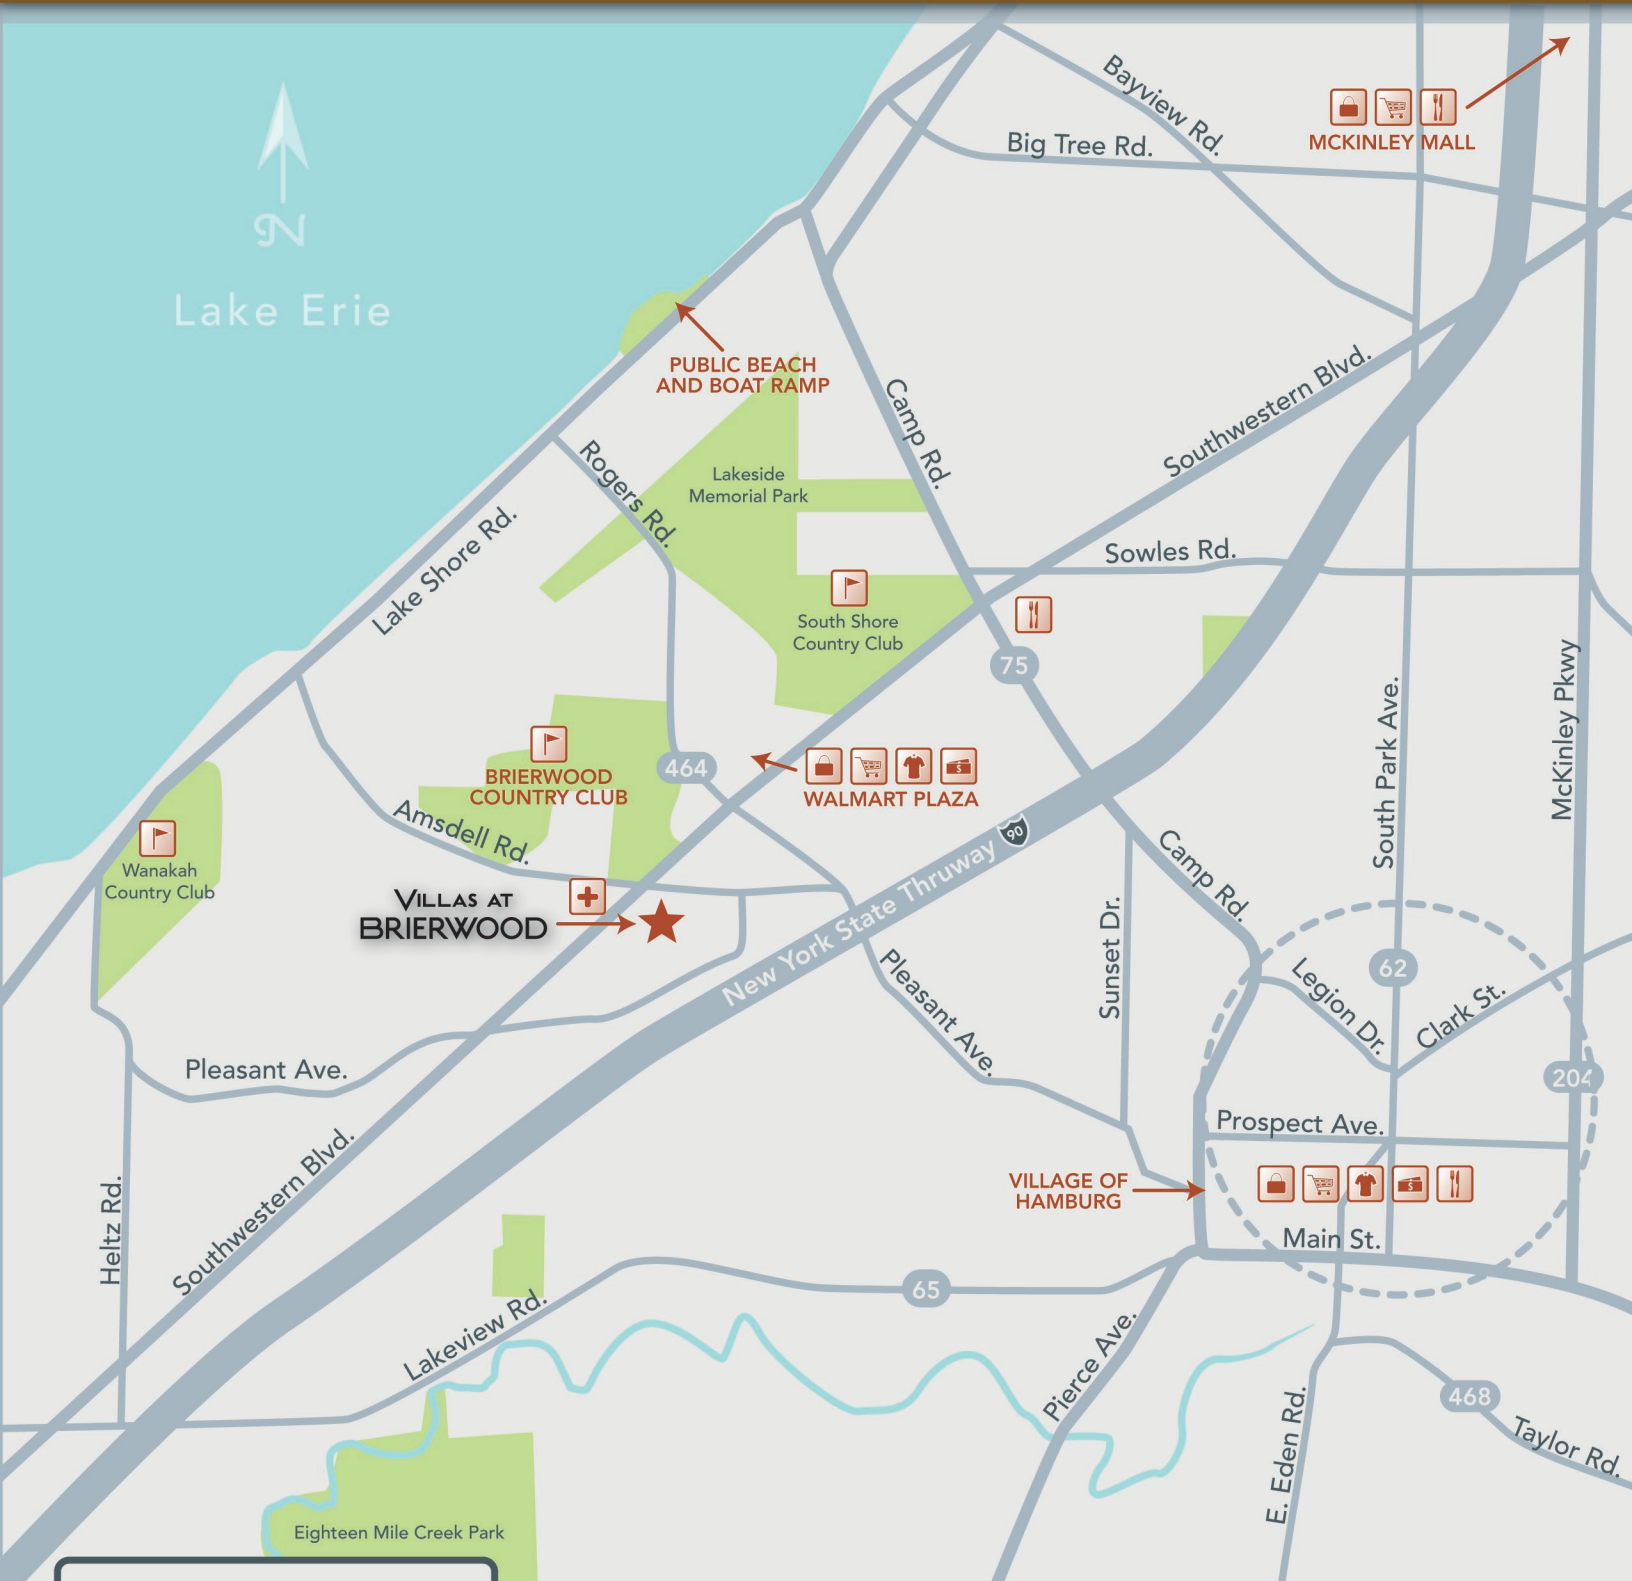 Bayview Rd.
Big Tree Rd.
MCKINLEY MALL
N
Lake Erie
PUBLIC BEACH
AND BOAT RAMP
Camp Rd.
Southwestern Blvd.
Rogers Rd.
Lakeside
Memorial Park
Lake Shore Rd.
Sowles Rd.
South Shore
Country Club
75
McKinley Pkwy
South Park Ave.
BRIERWOOD
COUNTRY CLUB
464
$
WALMART PLAZA
Amsdell Rd.
90
New York State Thruway
Camp Rd.
Wanakah
Country Club
VILLAS AT
BRIERWOOD
Sunset Dr.
Pleasant Ave.
62
Legion Dr.
Clark St.
Pleasant Ave.
204
Prospect Ave.
VILLAGE OF
HAMBURG
$
Main St.
Heltz Rd.
Southwestern Blvd.
65
Lakeview Rd.
Pierce Ave.
468
E. Eden Rd.
Taylor Rd.
Eighteen Mile Creek Park